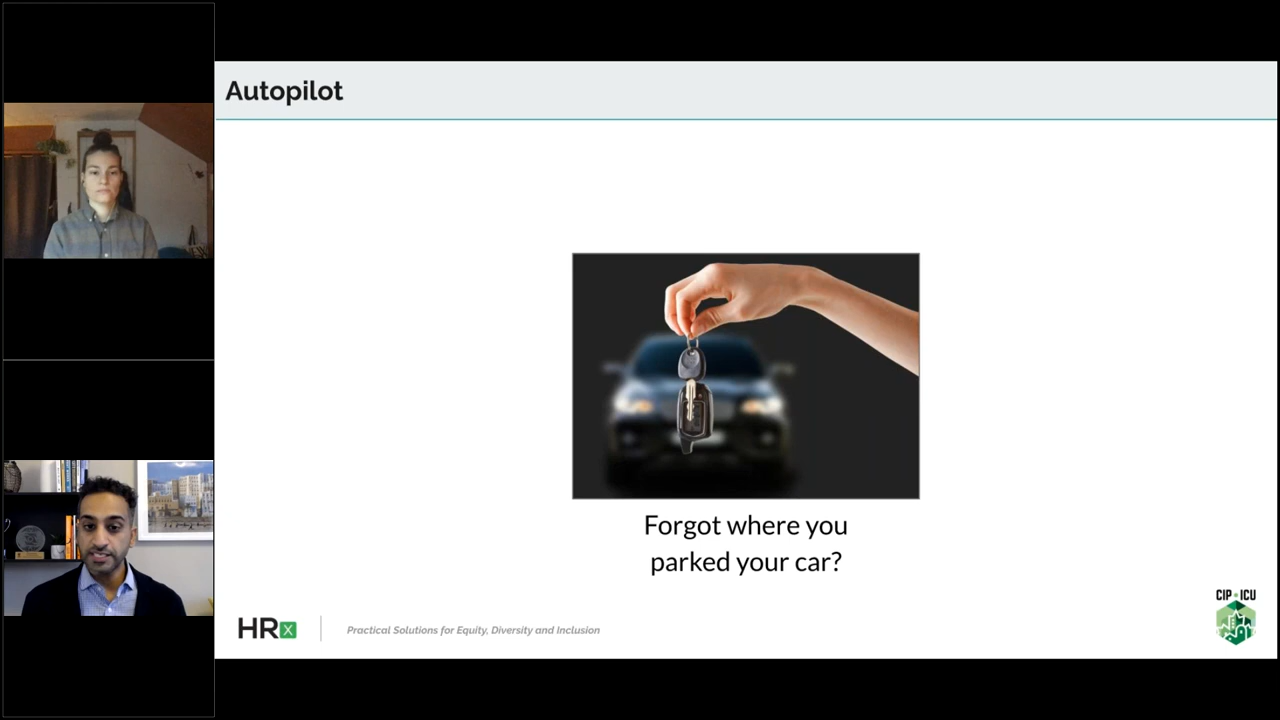 Autopilot
Forgot where you
parked your car?
HRx
Practical Solutions for Equity, Diversity and Inclusion
CIP ICU